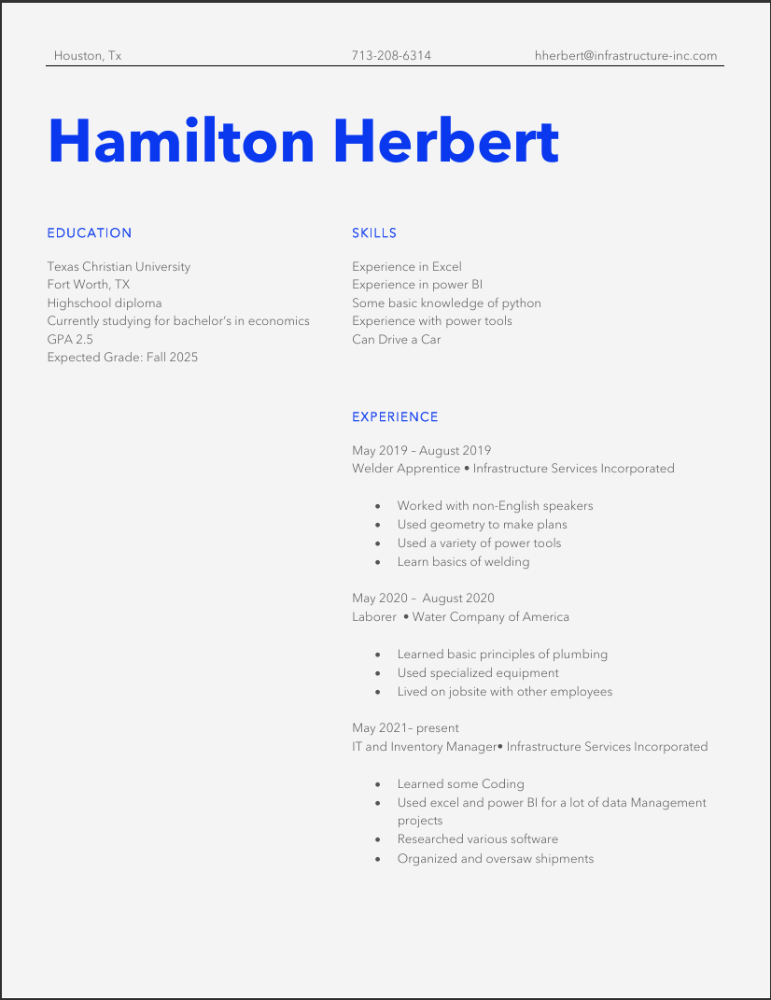 Houston, Tx
713-208-6314
hherbert@infrastructure-inc.com
Hamilton Herbert
EDUCATION
Texas Christian University
Fort Worth, TX
Highschool diploma
Currently studying for bachelor's in economics
GPA 2.5
Expected Grade: Fall 2025
SKILLS
Experience in Excel
Experience in power BI
Some basic knowledge of python
Experience with power tools
Can Drive a Car
EXPERIENCE
May 2019 – August 2019
Welder Apprentice • Infrastructure Services Incorporated
• Worked with non-English speakers
• Used geometry to make plans
• Used a variety of power tools
• Learn basics of welding
May 2020 – August 2020
Laborer • Water Company of America
• Learned basic principles of plumbing
• Used specialized equipment
• Lived on jobsite with other employees
May 2021– present
IT and Inventory Manager• Infrastructure Services Incorporated
• Learned some Coding
• Used excel and power BI for a lot of data Management
projects
• Researched various software
• Organized and oversaw shipments